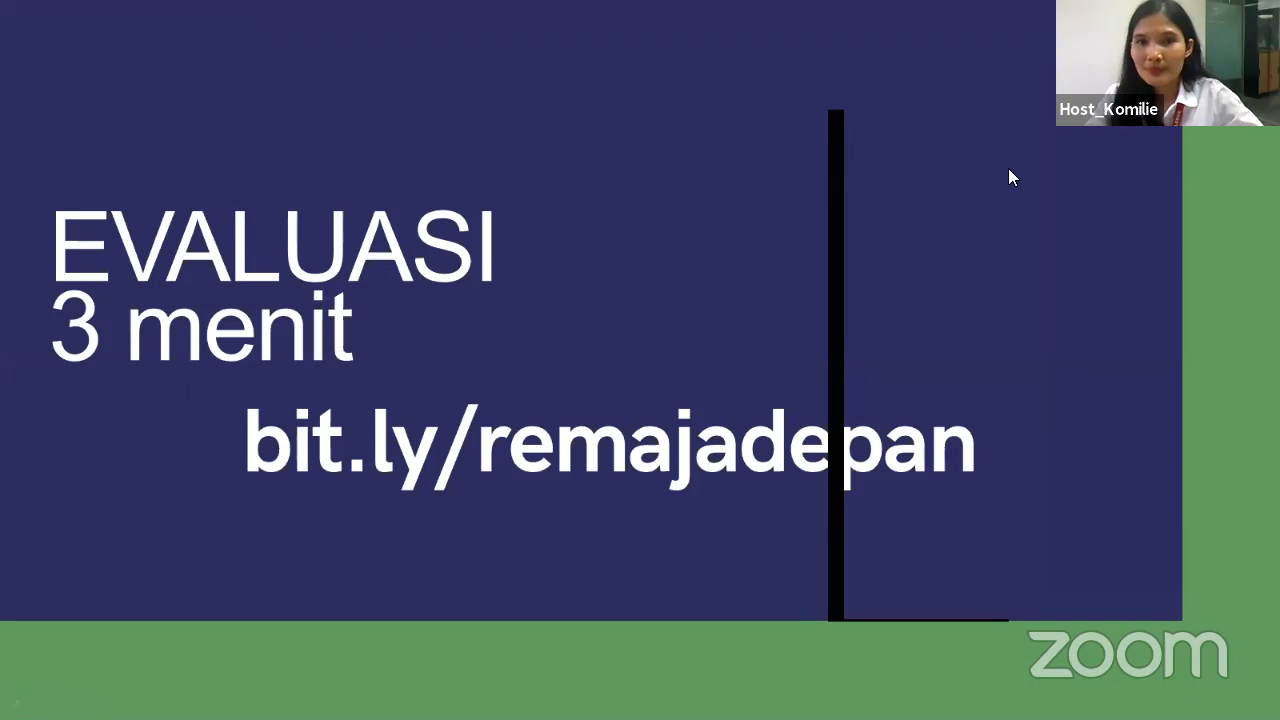 Host_Komilie
EVALUASI
3 menit
bit.ly/remajadepan
zoom